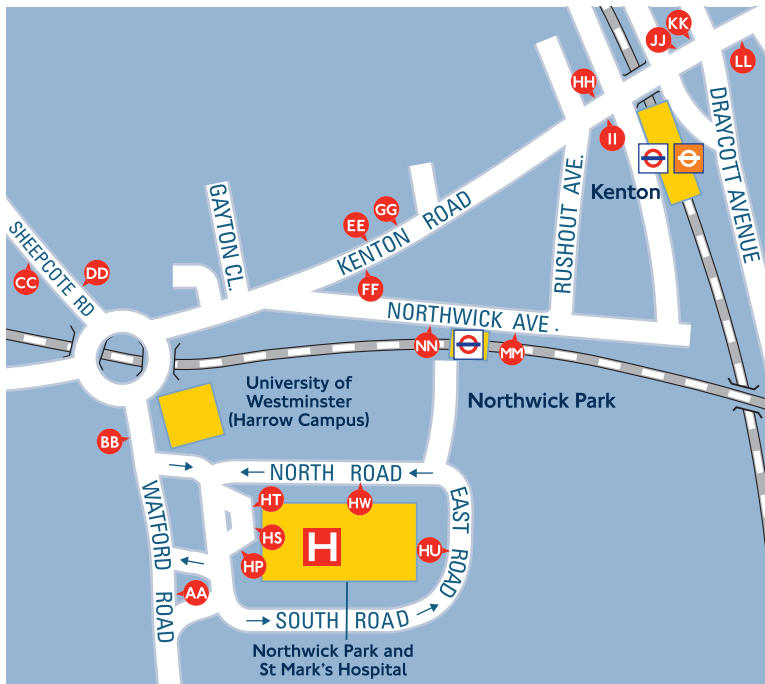 KK
JJ
LL
HH
II
DRAYCOTT AVENUE
Kenton
RUSHOUT AVE.
GAYTON CL.
GG
EE
KENTON ROAD
FF
SHEEPCOTE RD
CC
DD
NORTHWICK AVE.
NN
MM
Northwick Park
University of
Westminster
(Harrow Campus)
BB
NORTH ROAD
WATFORD ROAD
HT
HW
HS
H
HU
HP
EAST ROAD
AA
SOUTH ROAD
Northwick Park and
St Mark's Hospital